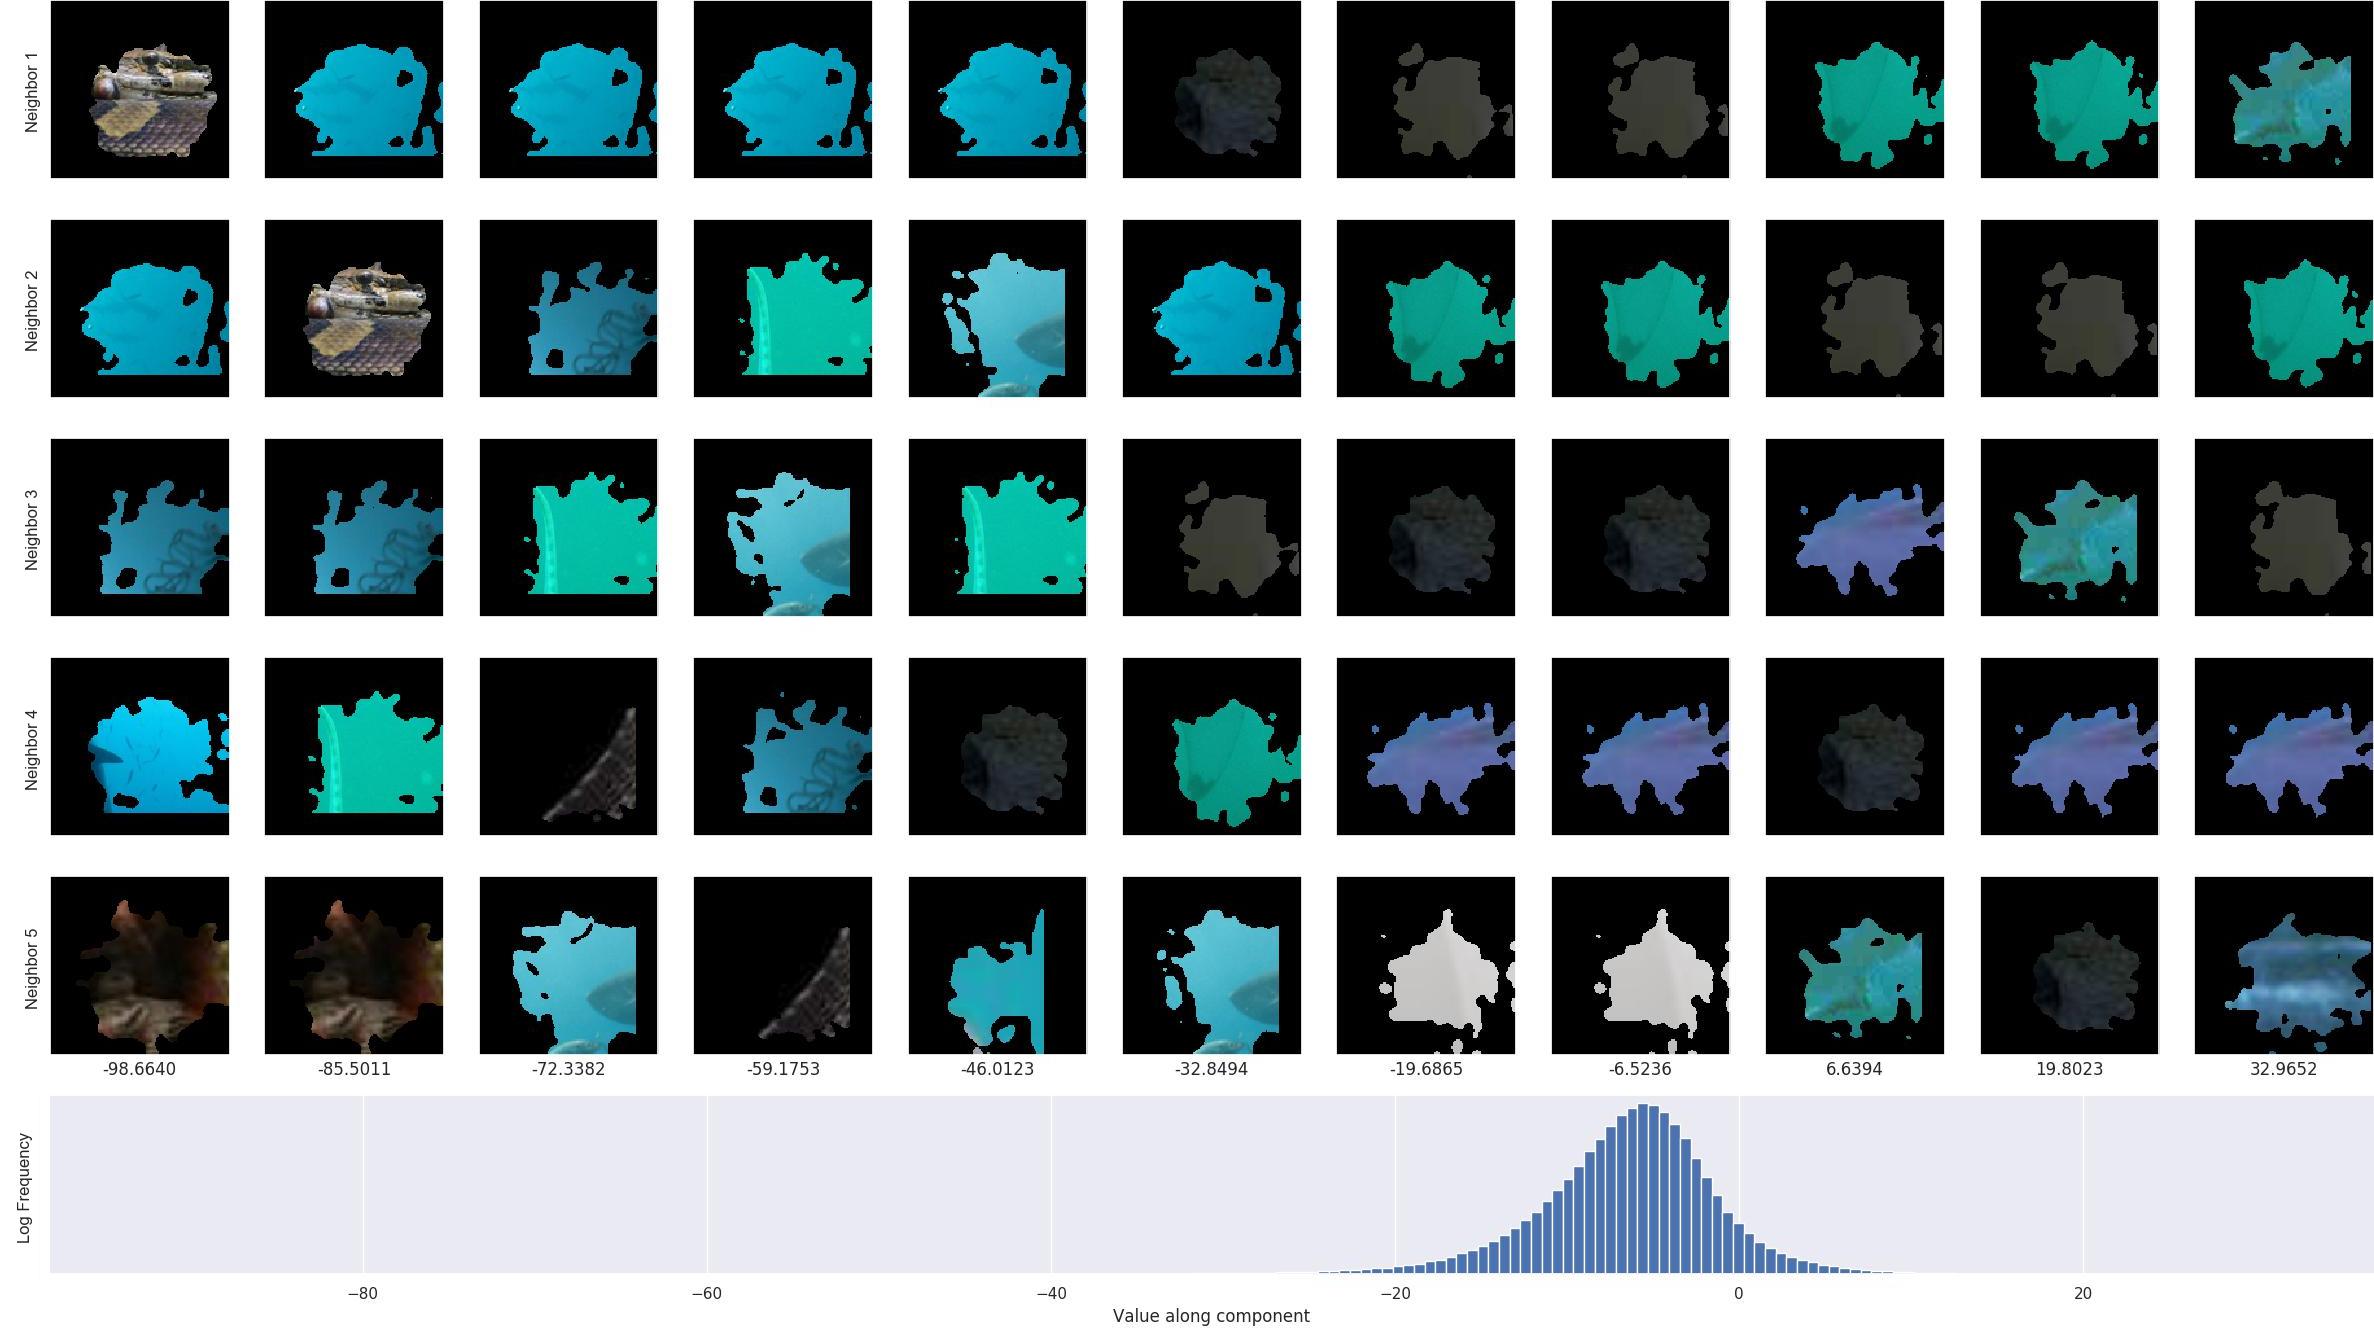 Neighbor 1
Neighbor 2
Neighbor 3
Neighbor 4
Neighbor 5
-98.6640 -85.5011 -72.3382 -59.1753 -46.0123 -32.8494 -19.6865 -6.5236 6.6394 19.8023 32.9652
Log Frequency
−80 −60 −40 −20 0 20
Value along component